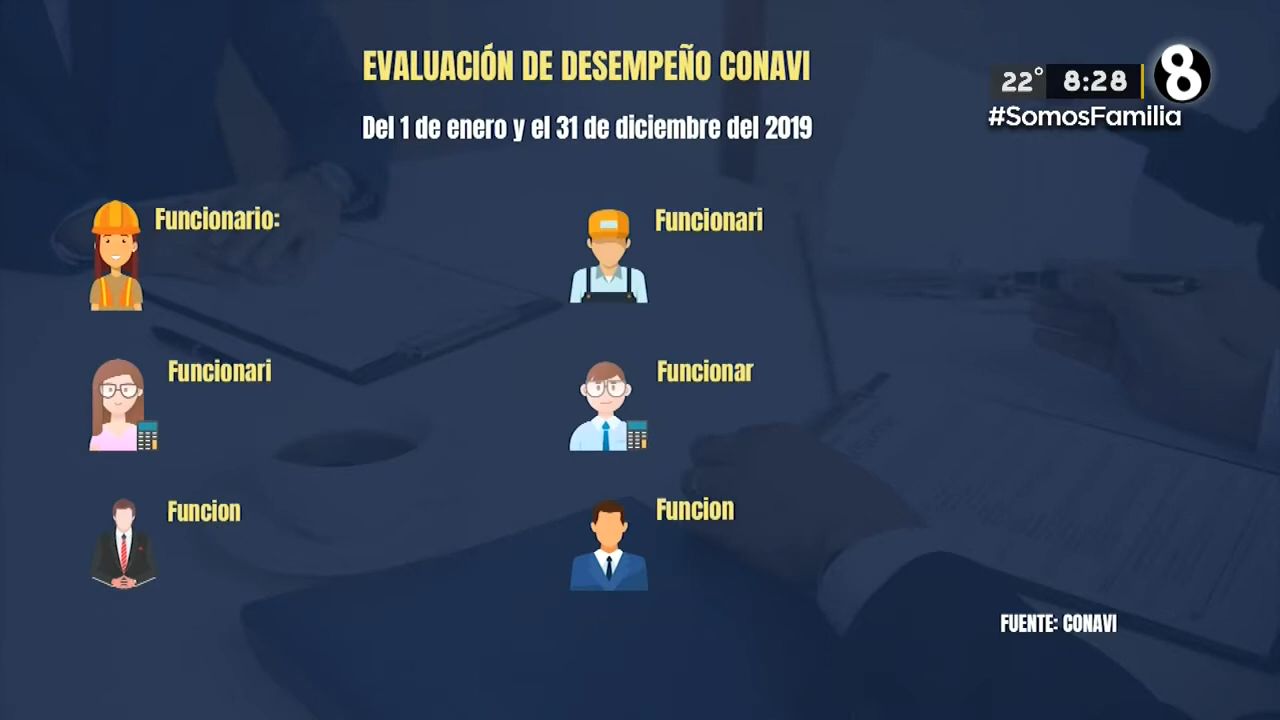 EVALUACIÓN DE DESEMPEÑO CONAVI
Del 1 de enero y el 31 de diciembre del 2019
22° 8:28 8
#SomosFamilia
Funcionario:
Funcionari
Funcionari
Funcionar
Funcion
Funcion
FUENTE: CONAVI